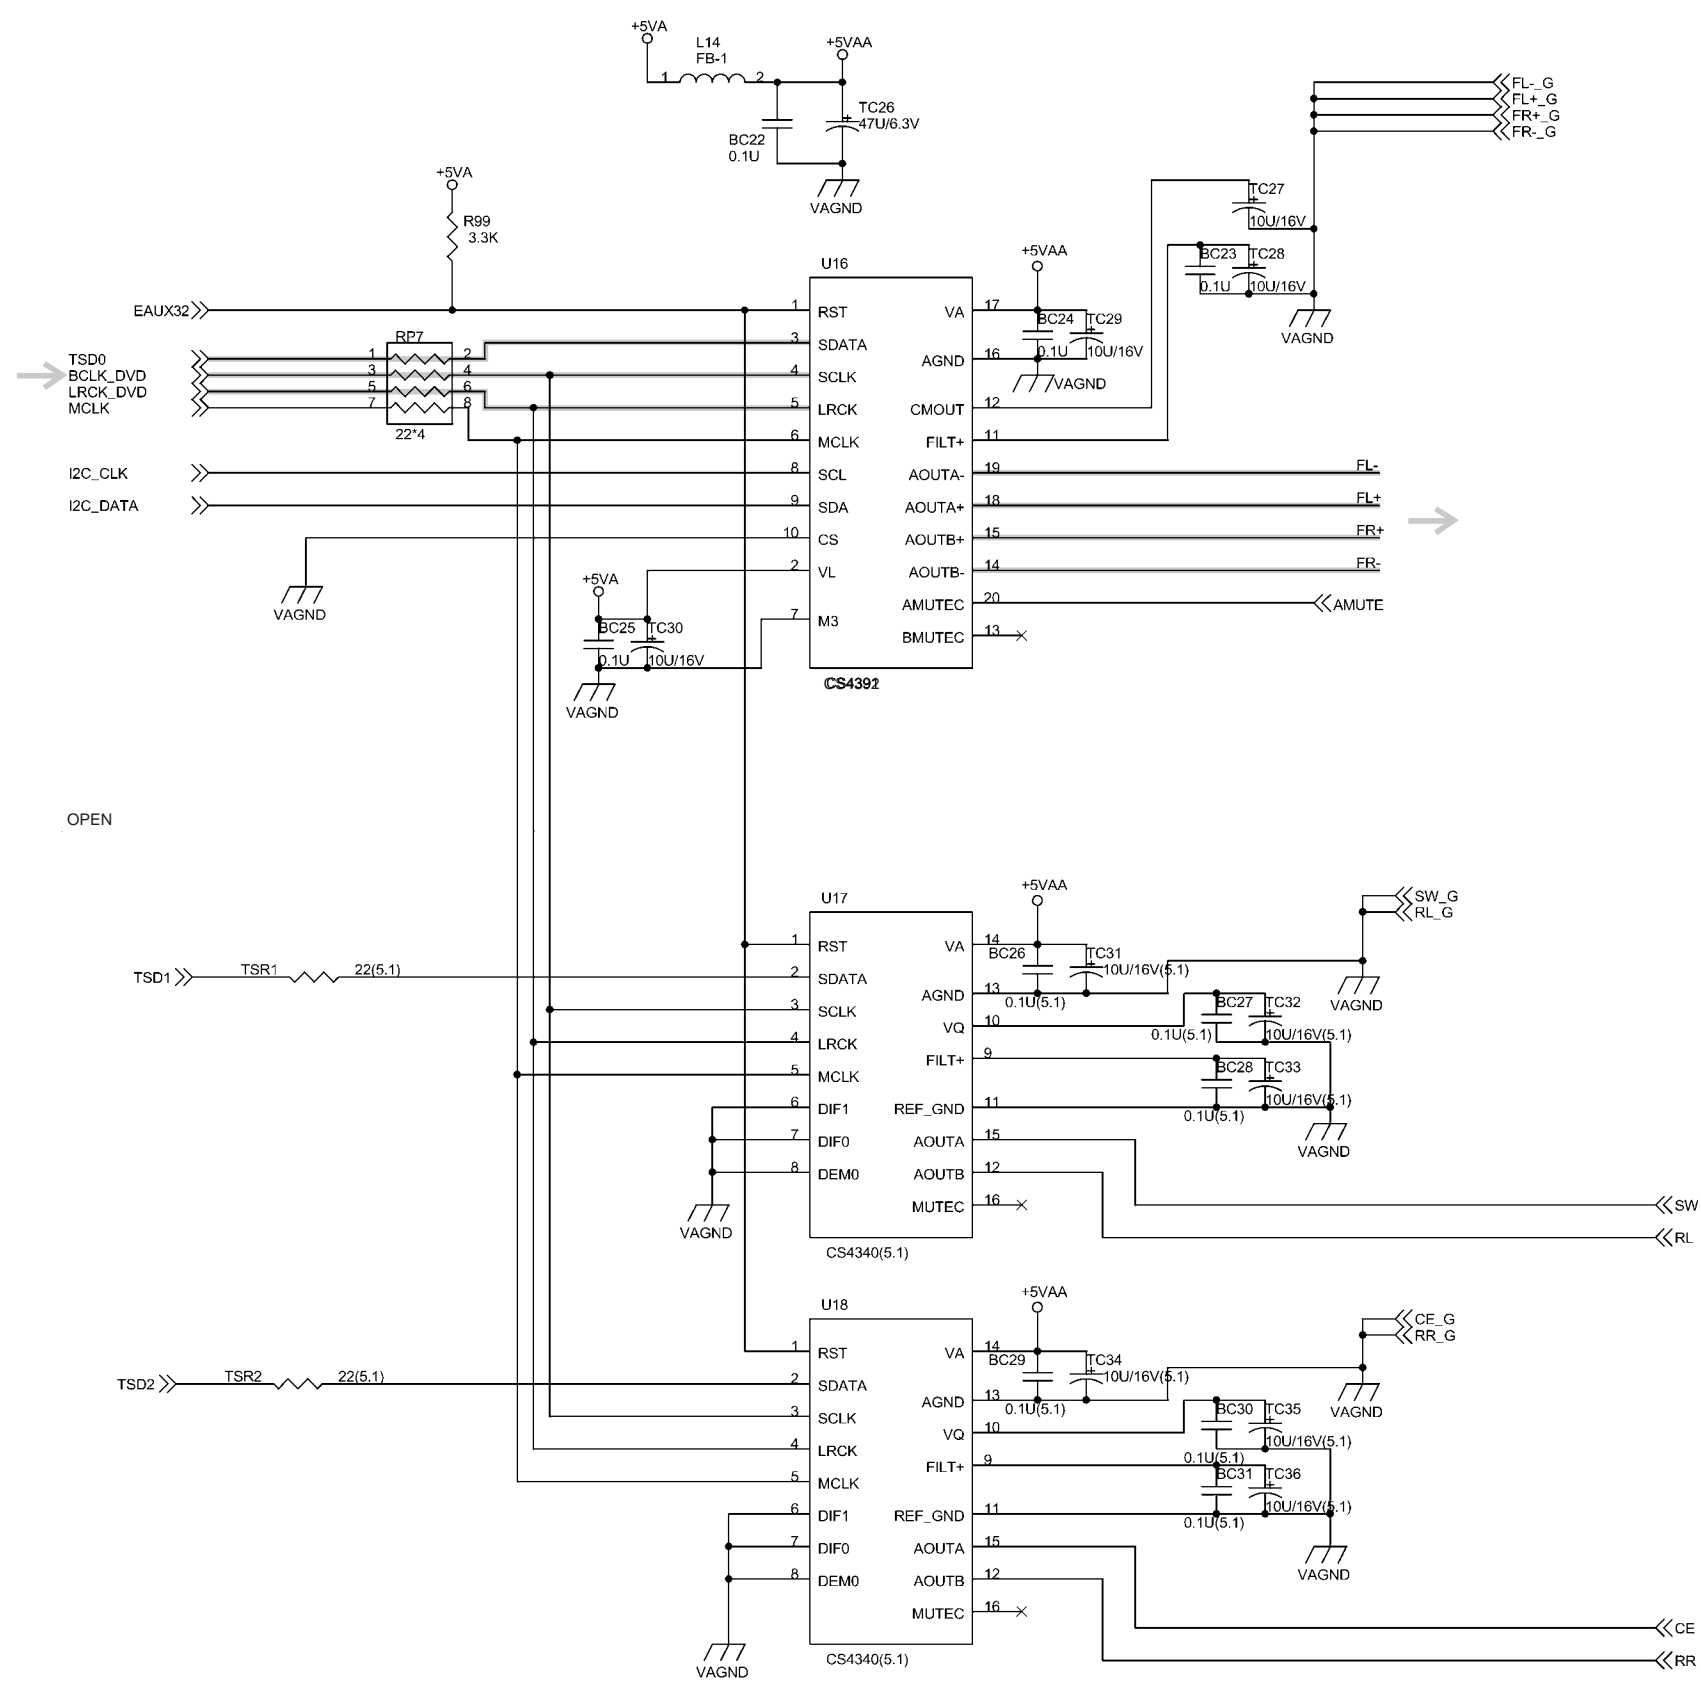 +5VA
L14
FB-1
+5VAA
1
2
TC26
47U/6.3V
BC22
0.1U
VAGND
FL-_G
FL+_G
FR+_G
FR-_G
+5VA
R99
3.3K
TC27
10U/16V
BC23
TC28
0.1U
10U/16V
VAGND
U16
+5VAA
EAUX32
1
RST
VA
17
BC24
TC29
0.1U
10U/16V
RP7
TSD0
1
2
3
SDATA
AGND
16
VAGND
BCLK_DVD
3
4
4
SCLK
LRCK_DVD
5
6
MCLK
7
8
5
LRCK
CMOUT
12
22*4
6
MCLK
FILT+
11
I2C_CLK
8
SCL
AOUTA-
19
FL-
I2C_DATA
9
SDA
AOUTA+
18
FL+
10
CS
AOUTB+
15
FR+
VAGND
2
VL
AOUTB-
14
FR-
+5VA
AMUTEC
20
AMUTE
BC25
TC30
7
M3
BMUTEC
13
0.1U
10U/16V
VAGND
OPEN
U17
+5VAA
SW_G
RL_G
1
RST
VA
14
BC26
TC31
10U/16V(5.1)
TSD1
TSR1
22(5.1)
2
SDATA
AGND
13
0.1U(5.1)
VAGND
3
SCLK
VQ
10
BC27
TC32
0.1U(5.1)
10U/16V(5.1)
4
LRCK
FILT+
9
BC28
TC33
5
MCLK
10U/16V(5.1)
6
DIF1
REF_GND
11
0.1U(5.1)
VAGND
7
DIF0
AOUTA
15
8
DEM0
AOUTB
12
MUTEC
16
SW
VAGND
RL
CS4340(5.1)
U18
+5VAA
CE_G
RR_G
1
RST
VA
14
BC29
TC34
10U/16V(5.1)
TSD2
TSR2
22(5.1)
2
SDATA
AGND
13
0.1U(5.1)
VAGND
3
SCLK
VQ
10
BC30
TC35
10U/16V(5.1)
4
LRCK
FILT+
9
0.1U(5.1)
BC31
TC36
5
MCLK
10U/16V(5.1)
6
DIF1
REF_GND
11
0.1U(5.1)
7
DIF0
AOUTA
15
VAGND
8
DEM0
AOUTB
12
MUTEC
16
CE
VAGND
RR
CS4340(5.1)